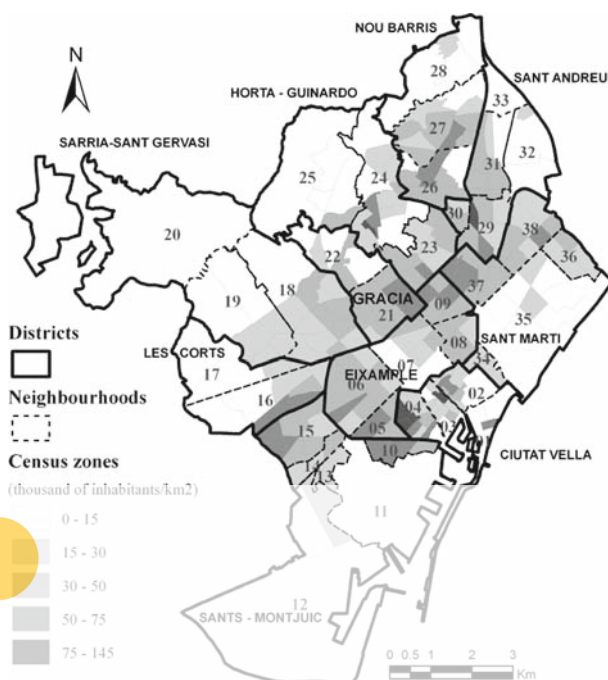 NOU BARRIS
N
28
SANT ANDREU
HORTA - GUINARDO
33
27
SARRIA-SANT GERVASI
31
32
25
24
26
20
30
29
38
22
23
36
18
19
GRACIA
37
21
09
35
Districts
08
SANT MARTI
LES CORTS
07
34
17
EIXAMPLE
Neighbourhoods
06
02
16
04
03
01
Census zones
15
05
CIUTAT VELLA
10
14
13
(thousand of inhabitants/km2)
11
0 - 15
15 - 30
30 - 50
12
50 - 75
SANTS - MONTJUIC
75 - 145
0 0.5 1 2 3
Km